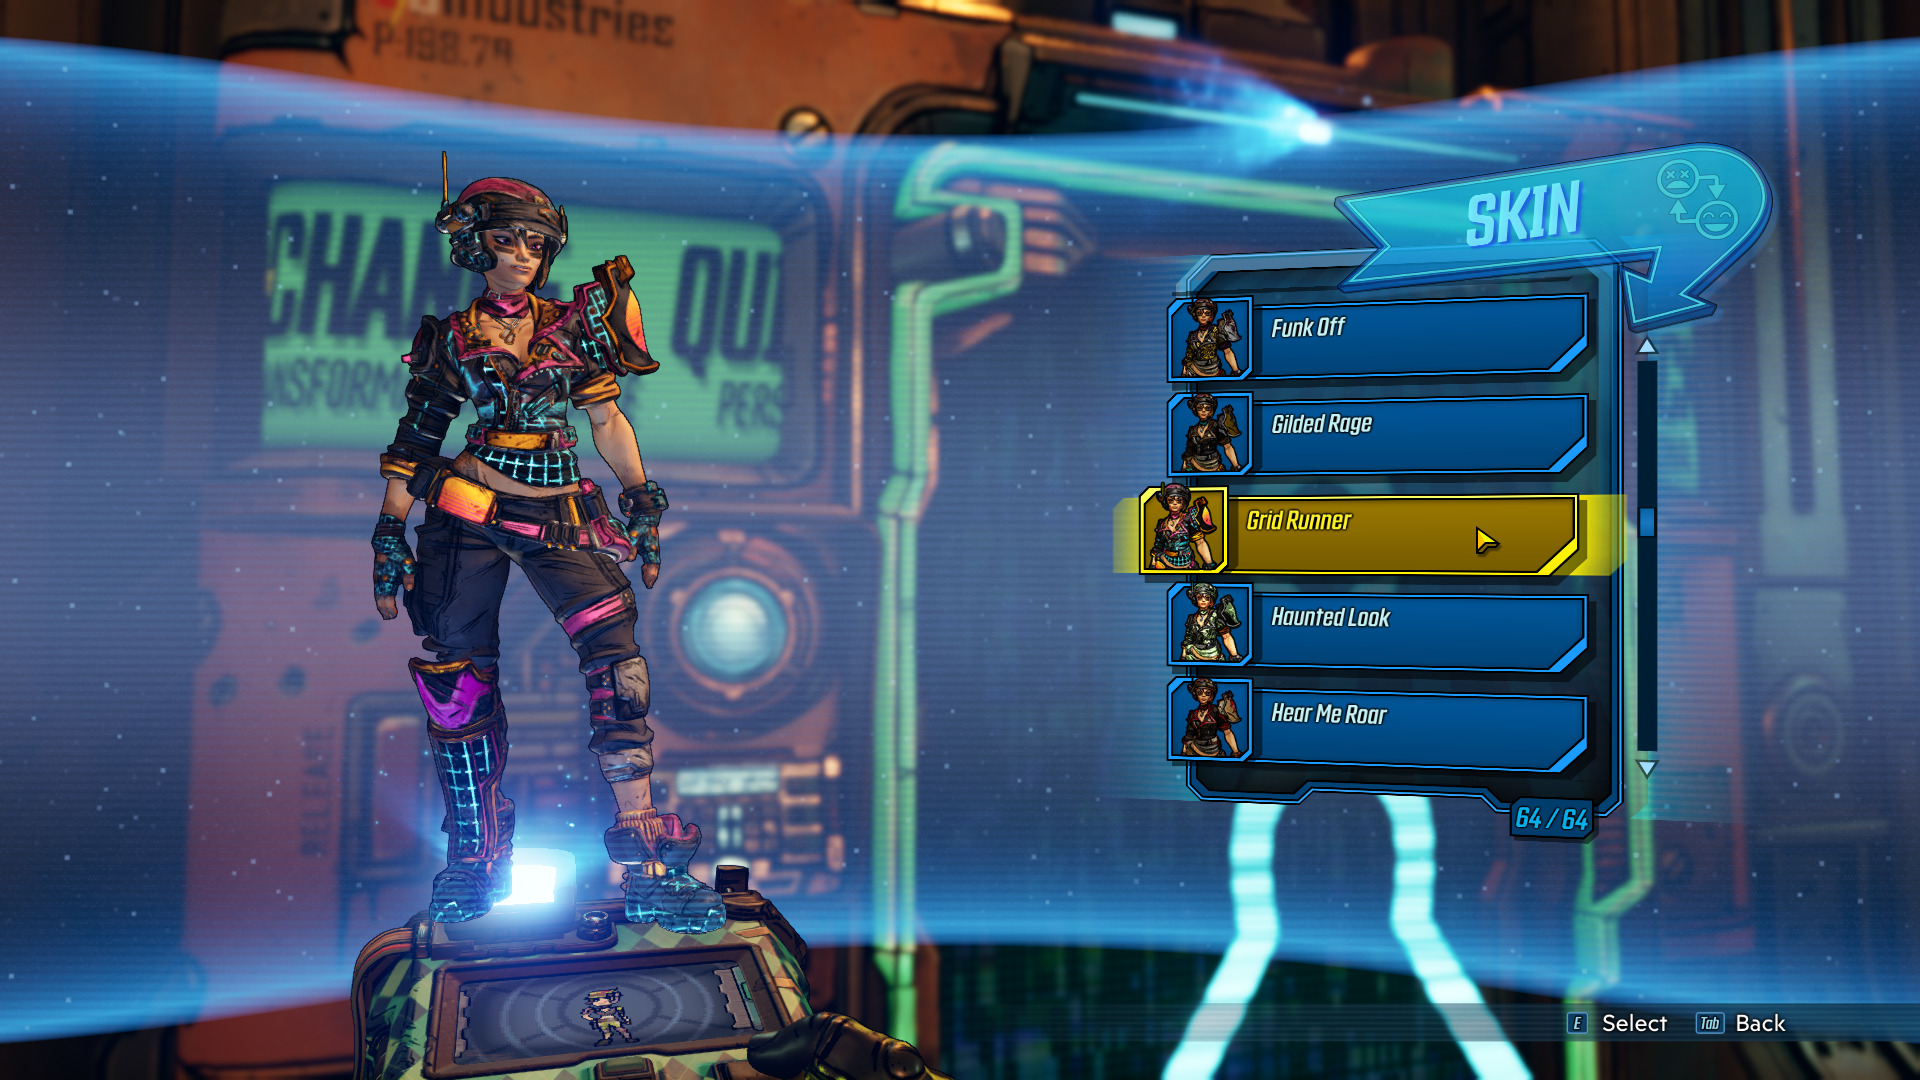 Industries
P-198.79
SKIN
Funk Off
Gilded Rage
Grid Runner
Haunted Look
Hear Me Roar
64 / 64
RELEASE
E Select Tab Back